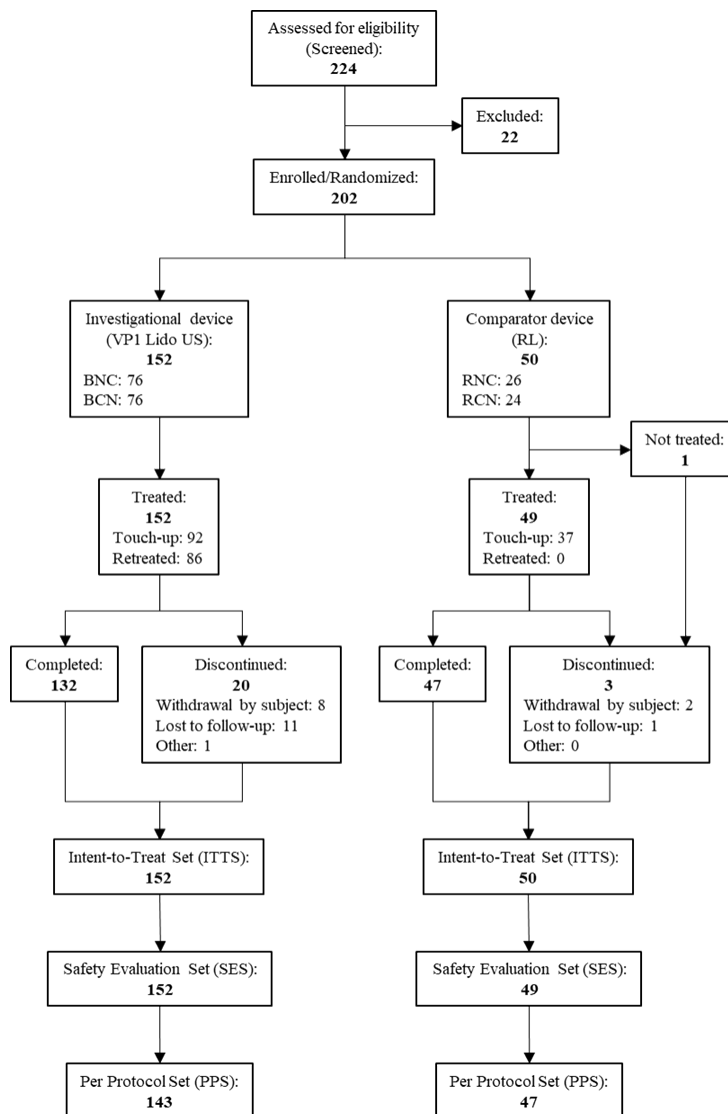 Assessed for eligibility
(Screened):
224
Excluded:
22
Enrolled/Randomized:
202
Investigational device
(VP1 Lido US):
152
BNC: 76
BCN: 76
Comparator device
(RL):
50
RNC: 26
RCN: 24
Not treated:
1
Treated:
152
Touch-up: 92
Retreated: 86
Treated:
49
Touch-up: 37
Retreated: 0
Completed:
132
Discontinued:
20
Withdrawal by subject: 8
Lost to follow-up: 11
Other: 1
Completed:
47
Discontinued:
3
Withdrawal by subject: 2
Lost to follow-up: 1
Other: 0
Intent-to-Treat Set (ITTS):
152
Intent-to-Treat Set (ITTS):
50
Safety Evaluation Set (SES):
152
Safety Evaluation Set (SES):
49
Per Protocol Set (PPS):
143
Per Protocol Set (PPS):
47